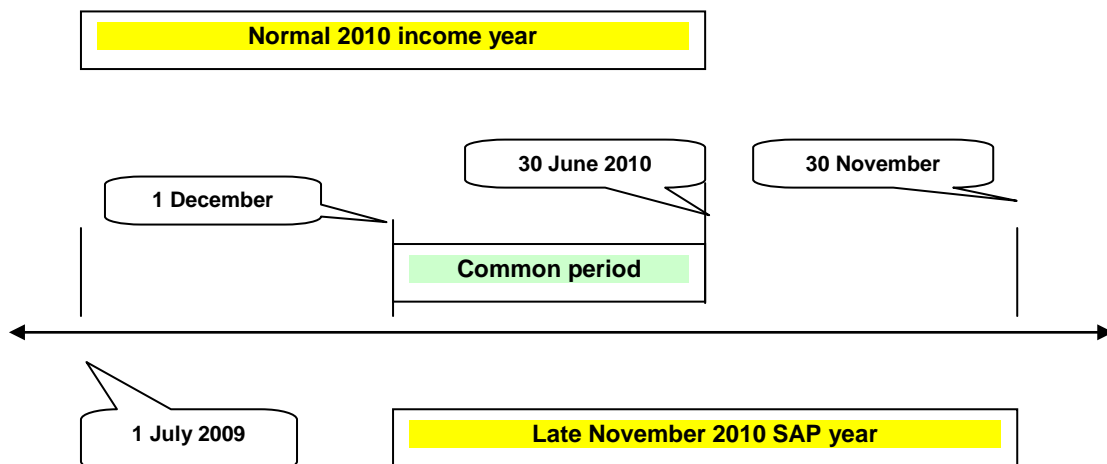 Normal 2010 income year
30 June 2010
30 November
1 December
Common period
1 July 2009
Late November 2010 SAP year